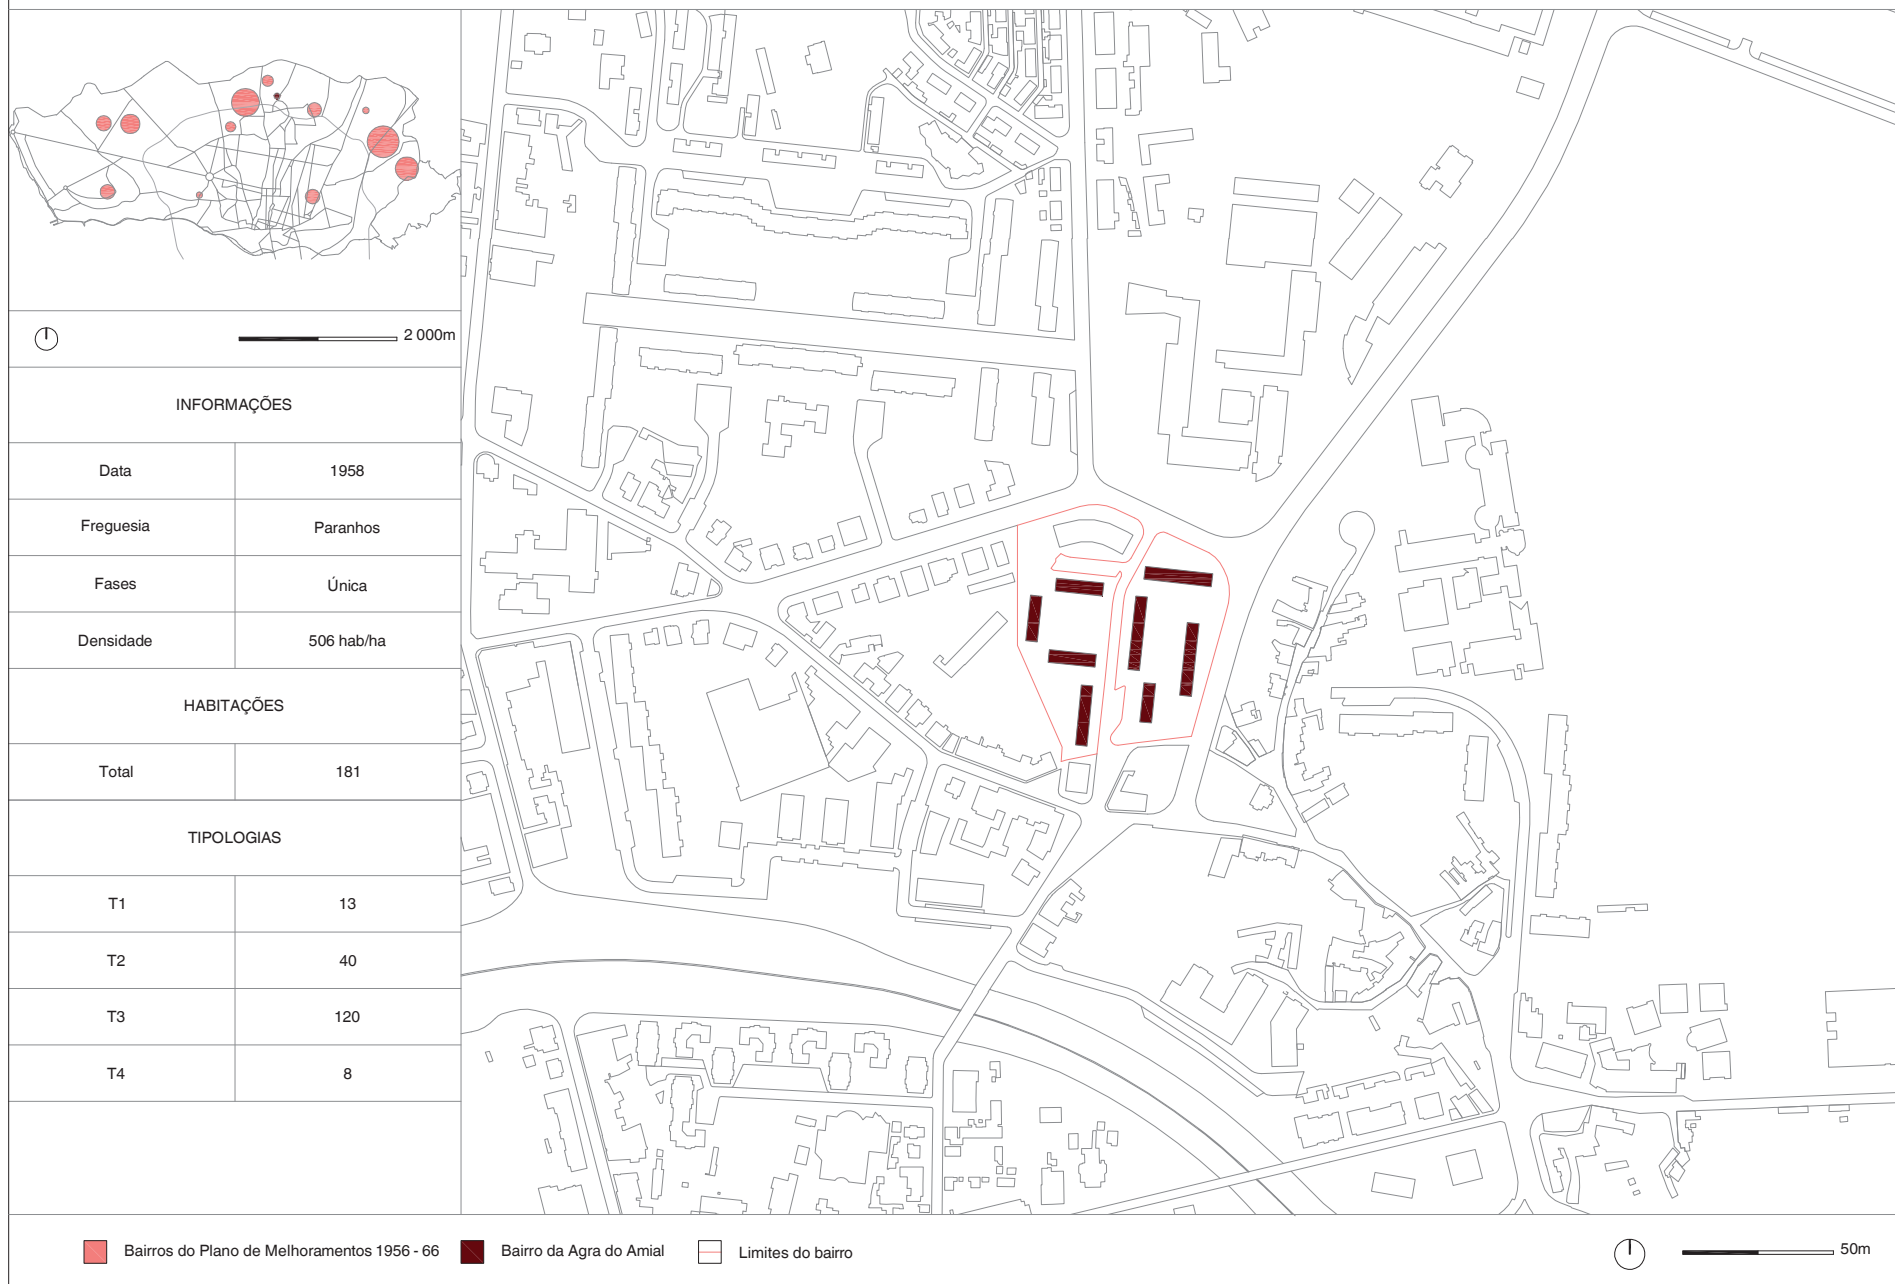 2 000m
INFORMAÇÕES
Data 1958
Freguesia Paranhos
Fases Única
Densidade 506 hab/ha
HABITAÇÕES
Total 181
TIPOLOGIAS
T1 13
T2 40
T3 120
T4 8
Bairros do Plano de Melhoramentos 1956 - 66 Bairro da Agra do Amial Limites do bairro 50m